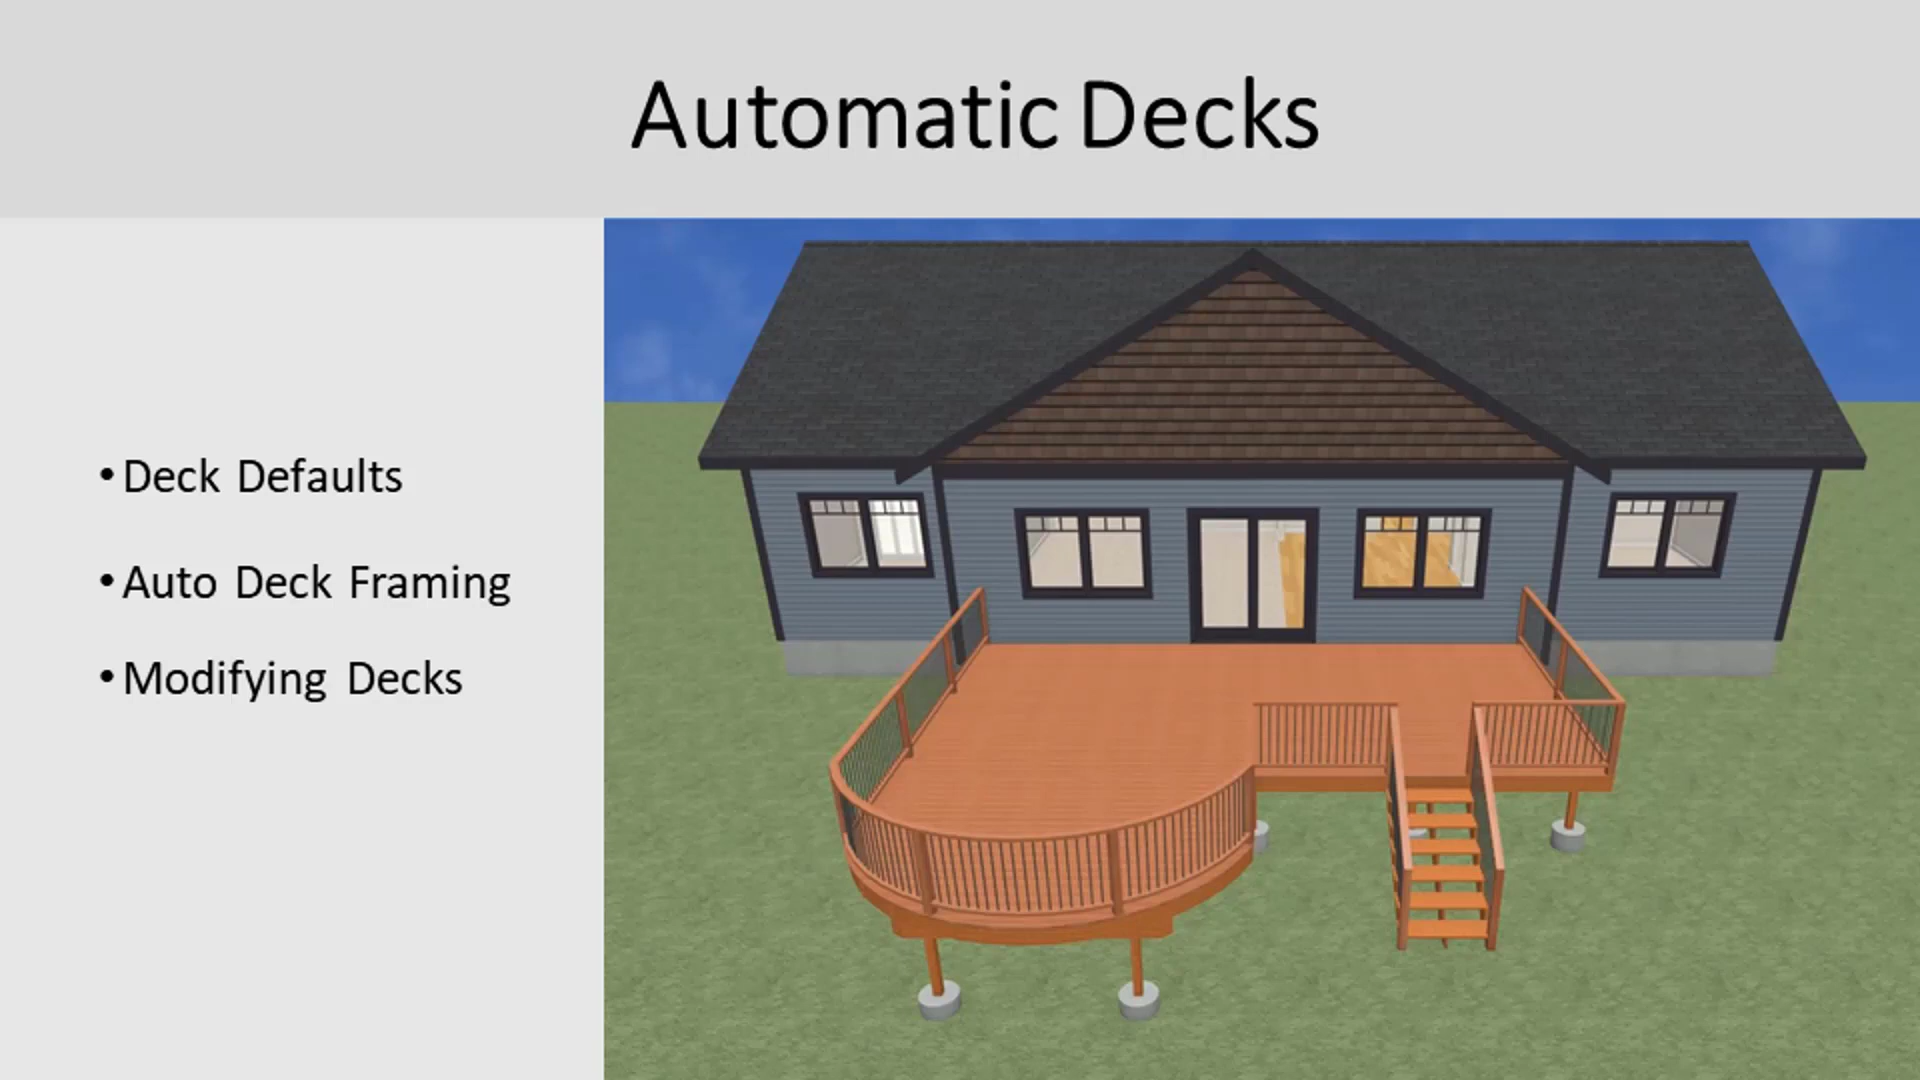 Automatic Decks
• Deck Defaults
• Auto Deck Framing
• Modifying Decks